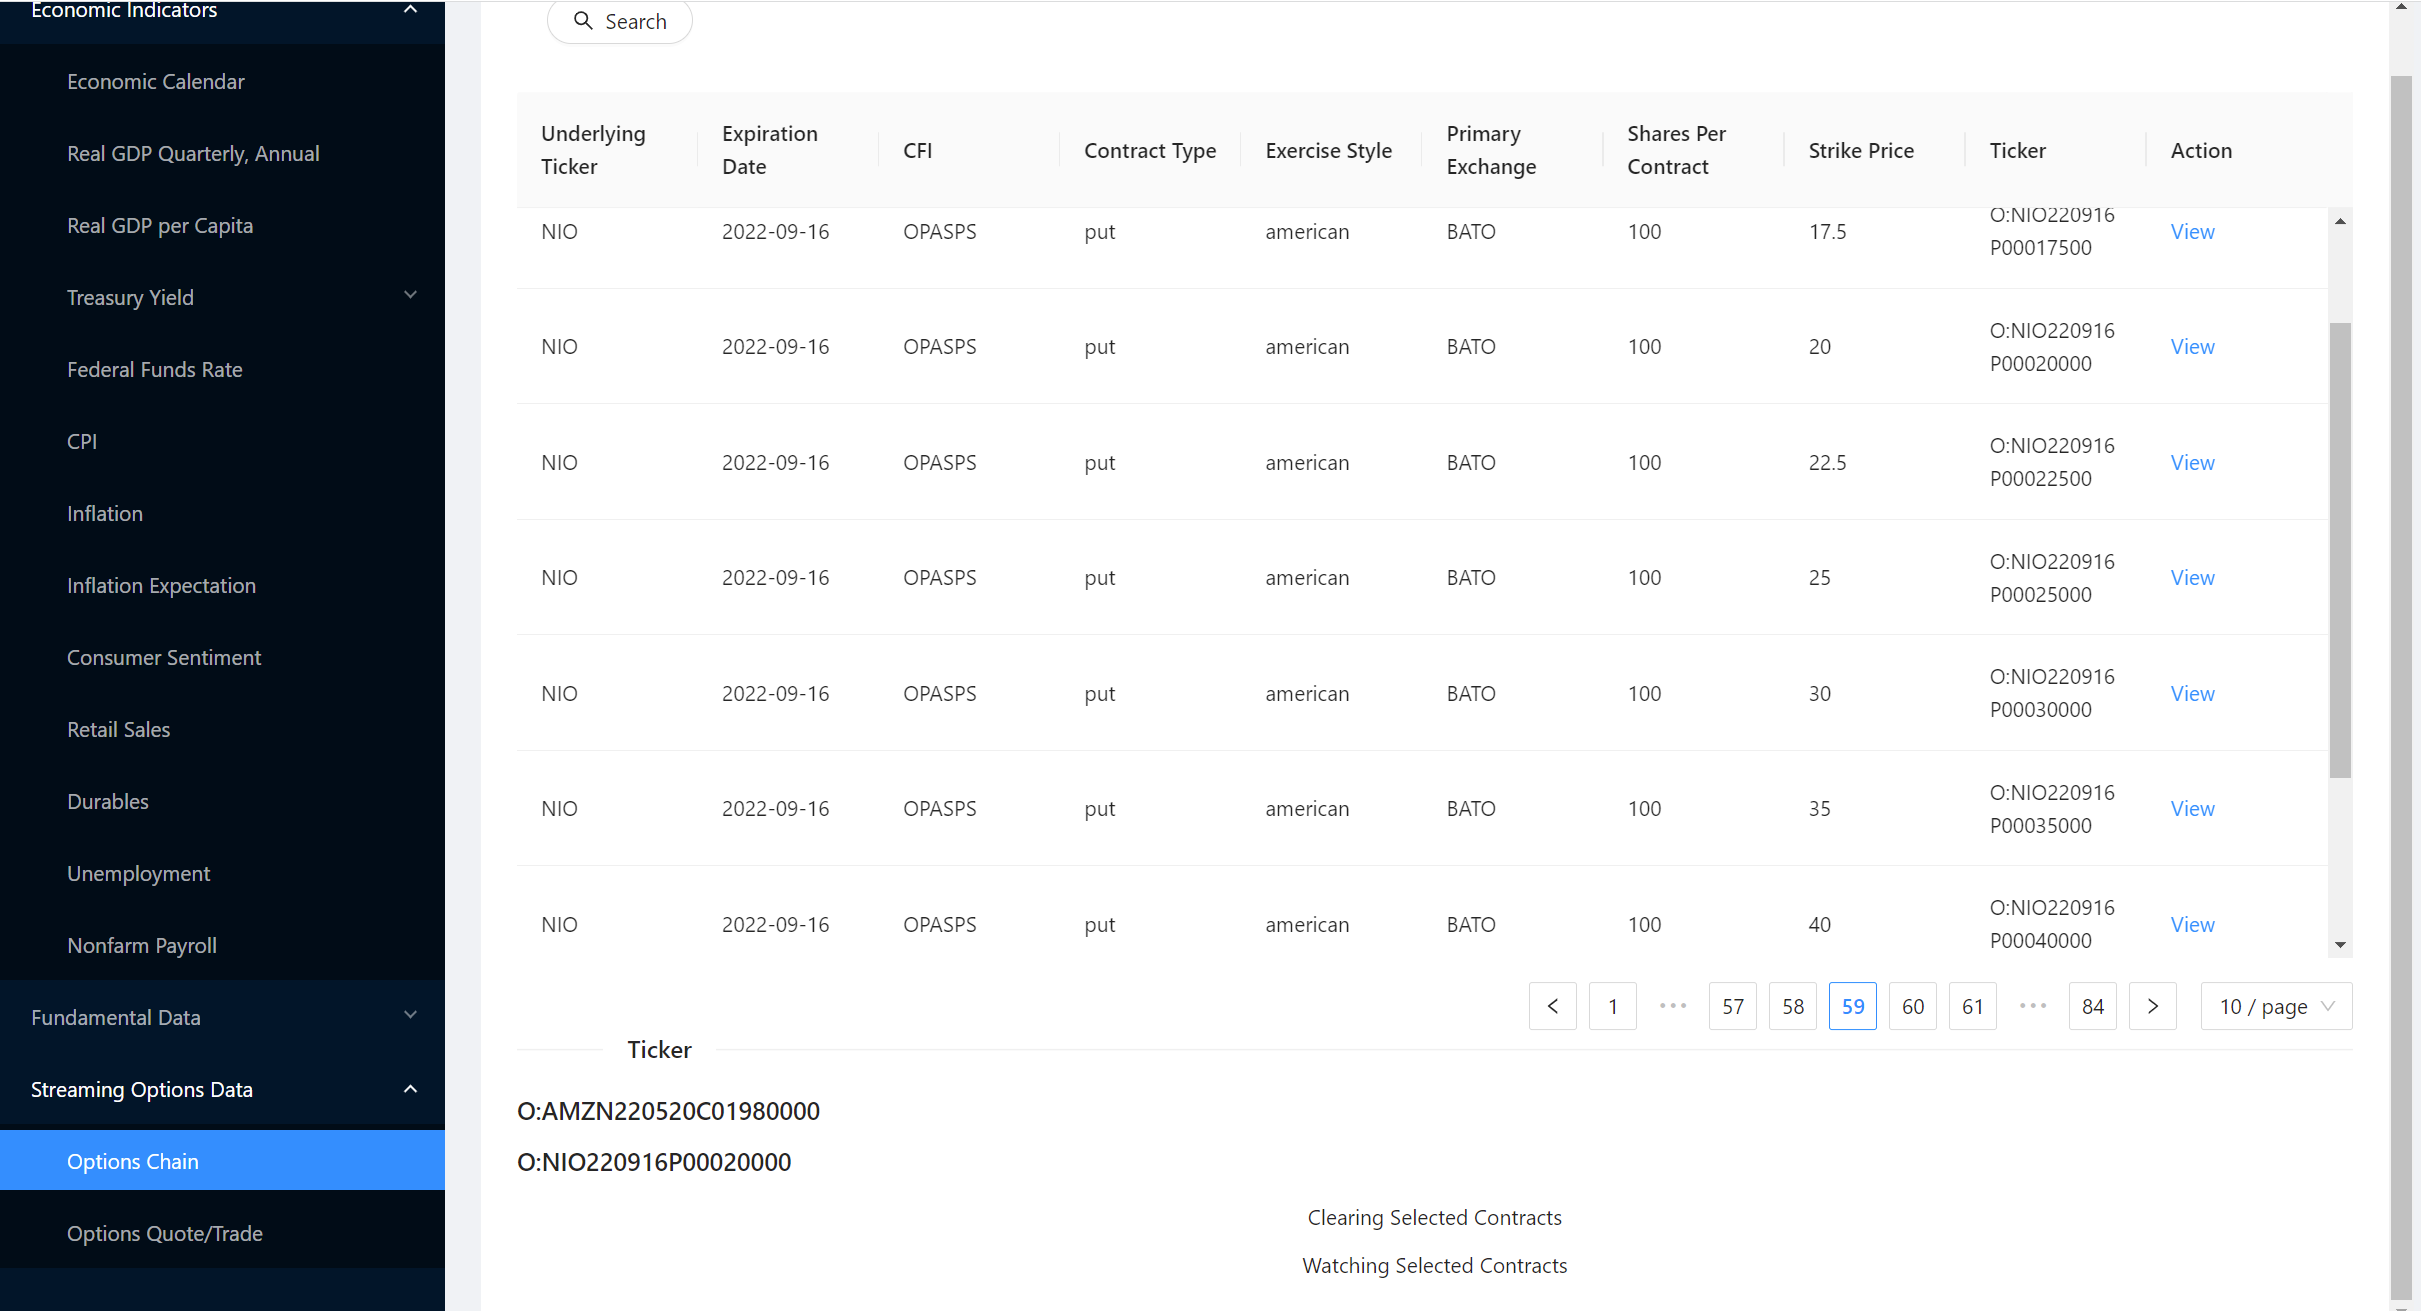 Economic Indicators
Economic Calendar
Real GDP Quarterly, Annual
Real GDP per Capita
Treasury Yield
Federal Funds Rate
CPI
Inflation
Inflation Expectation
Consumer Sentiment
Retail Sales
Durables
Unemployment
Nonfarm Payroll
Fundamental Data
Streaming Options Data
Options Chain
Options Quote/Trade
Search
Underlying Ticker Expiration Date CFI Contract Type Exercise Style Primary Exchange Shares Per Contract Strike Price Ticker Action
NIO 2022-09-16 OPASPS put american BATO 100 17.5 O:NIO220916 P00017500 View
NIO 2022-09-16 OPASPS put american BATO 100 20 O:NIO220916 P00020000 View
NIO 2022-09-16 OPASPS put american BATO 100 22.5 O:NIO220916 P00022500 View
NIO 2022-09-16 OPASPS put american BATO 100 25 O:NIO220916 P00025000 View
NIO 2022-09-16 OPASPS put american BATO 100 30 O:NIO220916 P00030000 View
NIO 2022-09-16 OPASPS put american BATO 100 35 O:NIO220916 P00035000 View
NIO 2022-09-16 OPASPS put american BATO 100 40 O:NIO220916 P00040000 View
< 1 ••• 57 58 59 60 61 ••• 84 > 10 / page
Ticker
O:AMZN220520C01980000
O:NIO220916P00020000
Clearing Selected Contracts
Watching Selected Contracts